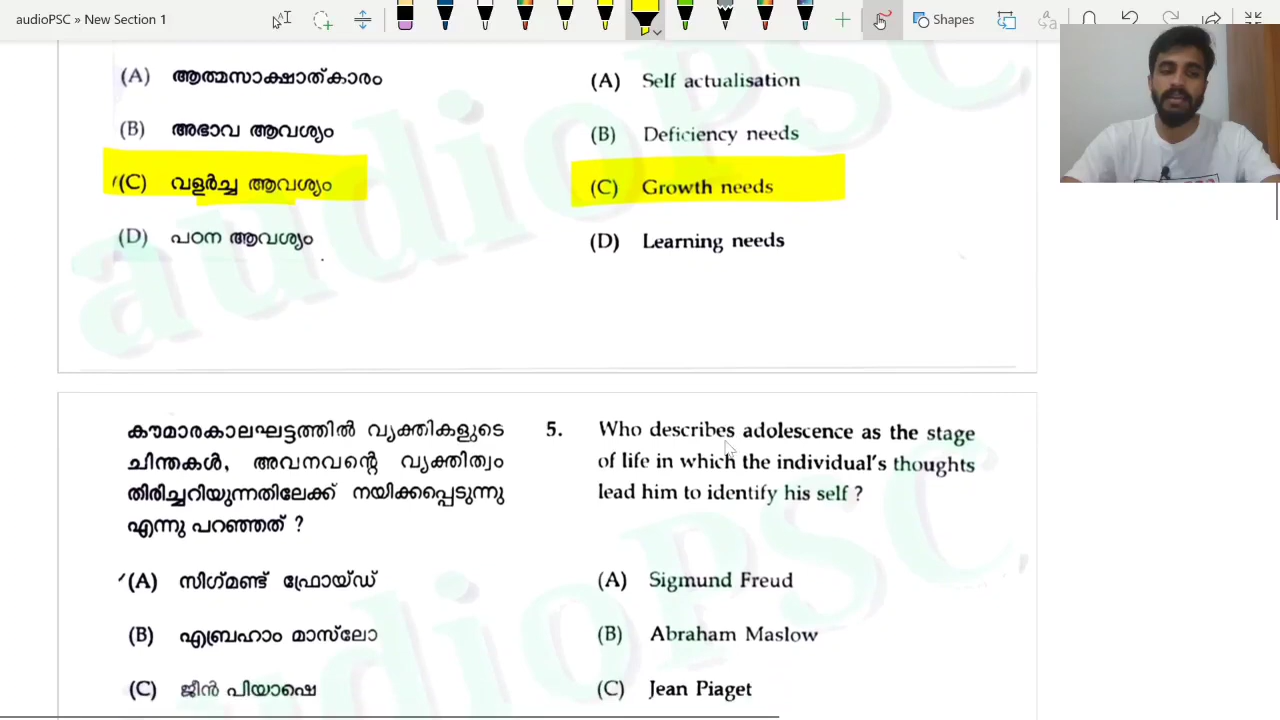 audioPSC » New Section 1
Shapes
(A) ആത്മസാക്ഷാത്കാരം
(A) Self actualisation
(B) അഭാവ ആവശ്യം
(B) Deficiency needs
(C) വളർച്ച ആവശ്യം
(C) Growth needs
(D) പഠന ആവശ്യം
(D) Learning needs
audioPSC
കൗമാരകാലഘട്ടത്തിൽ വ്യക്തികളുടെ
ചിന്തകൾ, അവനവന്റെ വ്യക്തിത്വം
തിരിച്ചറിയുന്നതിലേക്ക് നയിക്കപ്പെടുന്നു
എന്നു പറഞ്ഞത് ?
5. Who describes adolescence as the stage
of life in which the individual's thoughts
lead him to identify his self ?
(A) സിഗ്മണ്ട് ഫ്രോയ്ഡ്
(A) Sigmund Freud
(B) എബ്രഹാം മാസ്ലോ
(B) Abraham Maslow
(C) ജീൻ പിയാഷെ
(C) Jean Piaget
audioPSC